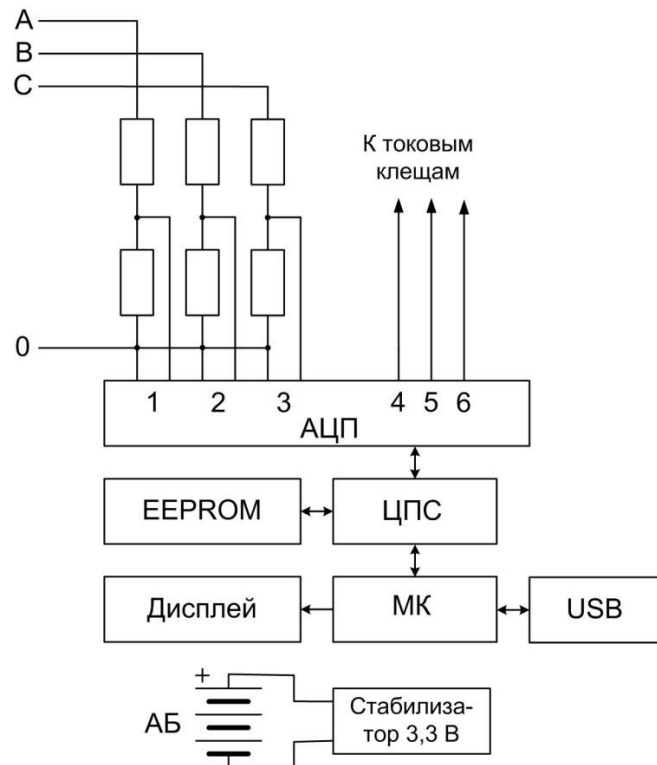 A
B
C
К токовым
клещам
0
1 2 3 4 5 6
АЦП
EEPROM
ЦПС
Дисплей
МК
USB
+
АБ
Стабилиза-
тор 3,3 В